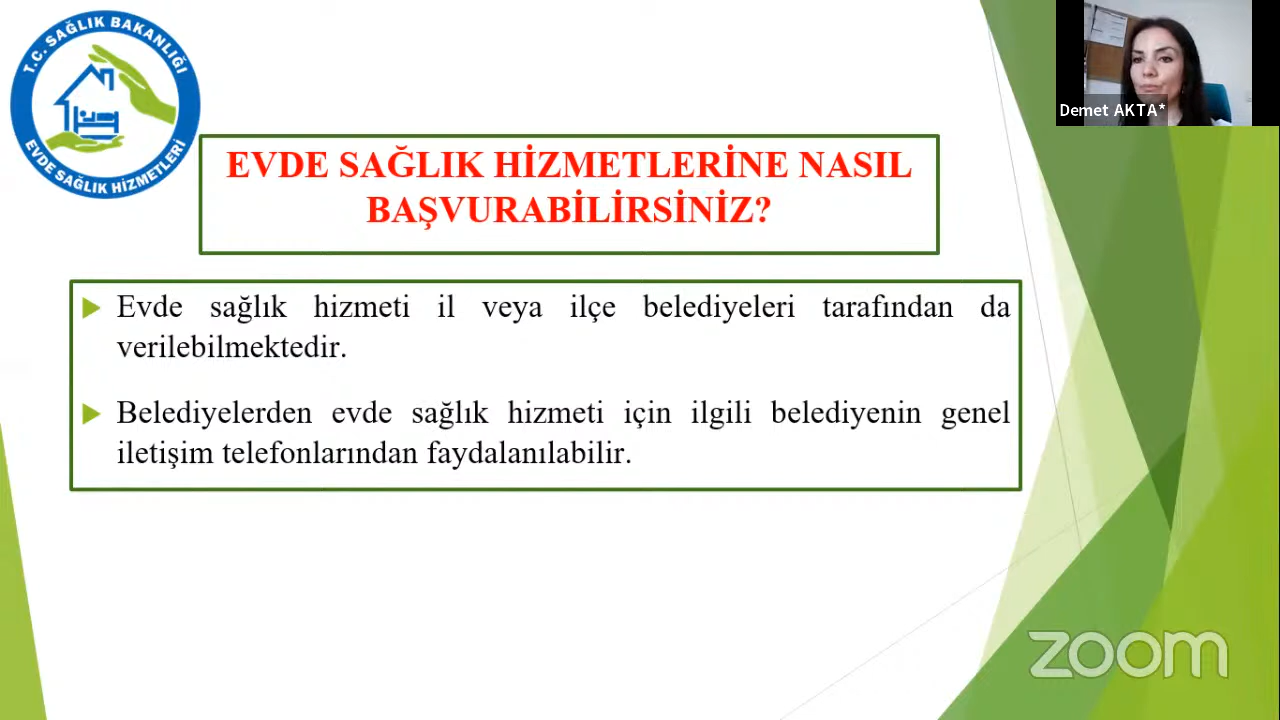 T.C. SAĞLIK BAKANLIĞI
EVDE SAĞLIK HİZMETLERİ
Demet AKTA*
EVDE SAĞLIK HİZMETLERİNE NASIL
BAŞVURABİLİRSİNİZ?
Evde sağlık hizmeti il veya ilçe belediyeleri tarafından da
verilebilmektedir.
Belediyelerden evde sağlık hizmeti için ilgili belediyenin genel
iletişim telefonlarından faydalanılabilir.
zoom